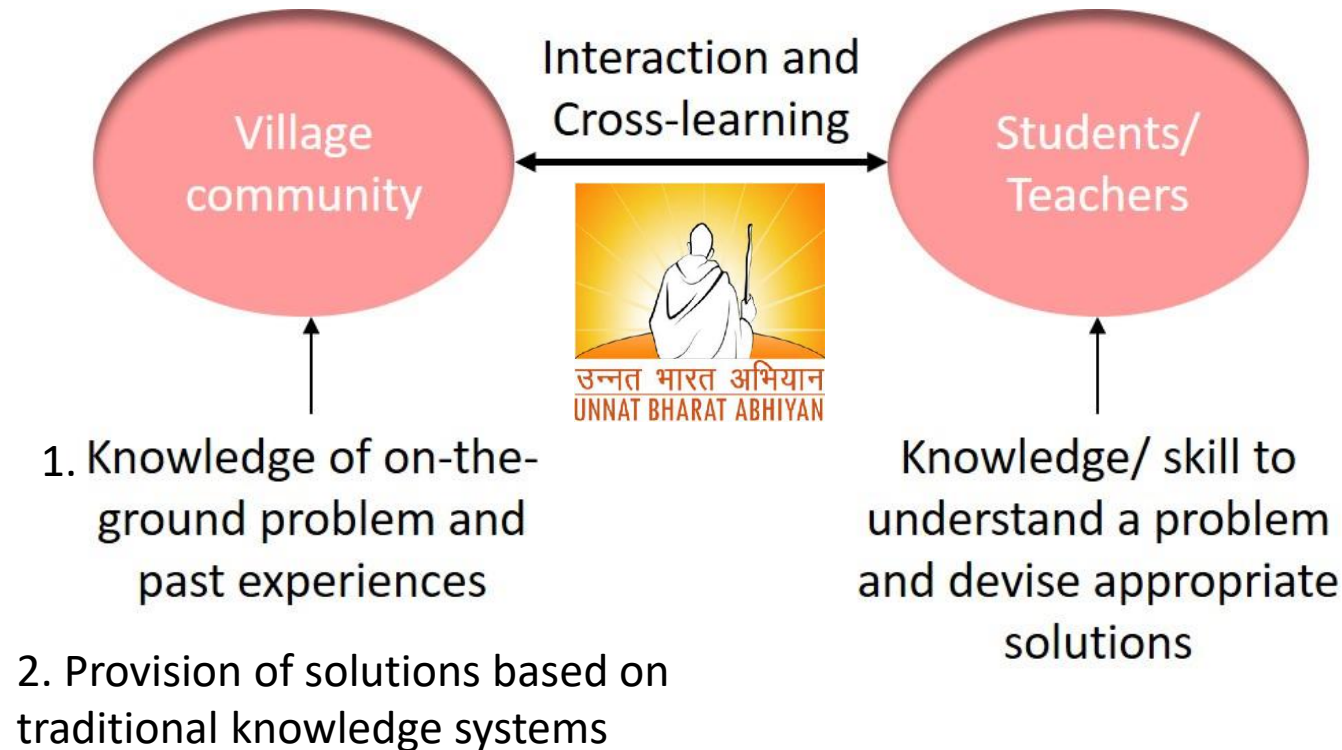 Village
community
Interaction and
Cross-learning
Students/
Teachers
उन्नत भारत अभियान
UNNAT BHARAT ABHIYAN
1. Knowledge of on-the-
ground problem and
past experiences
2. Provision of solutions based on
traditional knowledge systems
Knowledge/ skill to
understand a problem
and devise appropriate
solutions